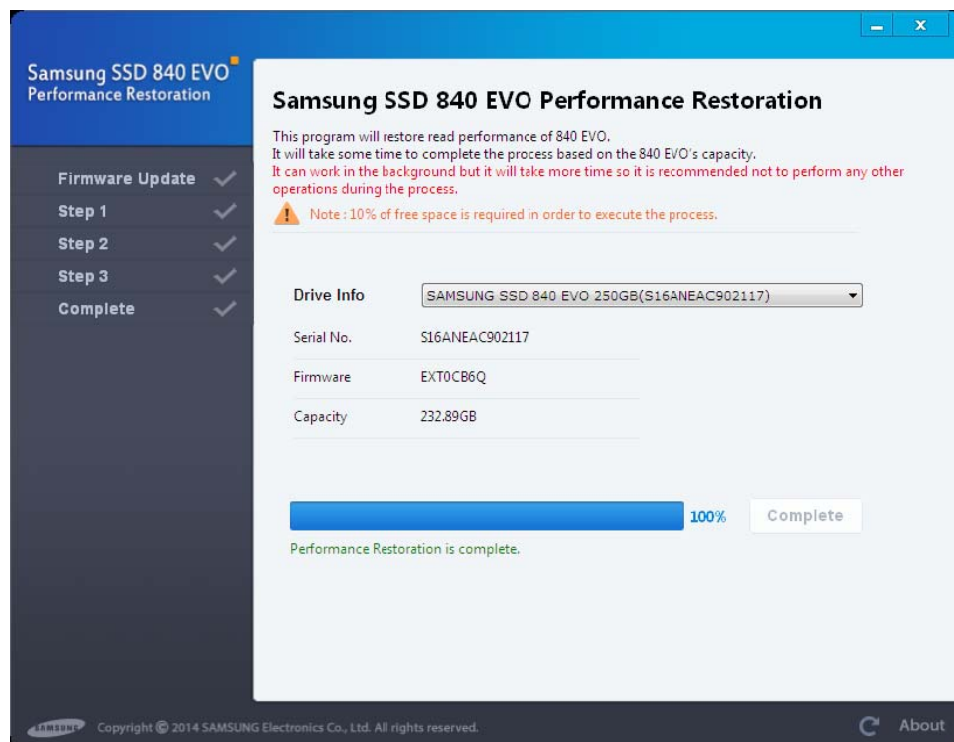 Samsung SSD 840 EVO
Performance Restoration
Firmware Update
Step 1
Step 2
Step 3
Complete
Samsung SSD 840 EVO Performance Restoration
This program will restore read performance of 840 EVO.
It will take some time to complete the process based on the 840 EVO's capacity.
It can work in the background but it will take more time so it is recommended not to perform any other
operations during the process.
Note : 10% of free space is required in order to execute the process.
Drive Info SAMSUNG SSD 840 EVO 250GB(S16ANEAC902117)
Serial No. S16ANEAC902117
Firmware EXT0CB6Q
Capacity 232.89GB
100% Complete
Performance Restoration is complete.
SAMSUNG Copyright © 2014 SAMSUNG Electronics Co., Ltd. All rights reserved. About